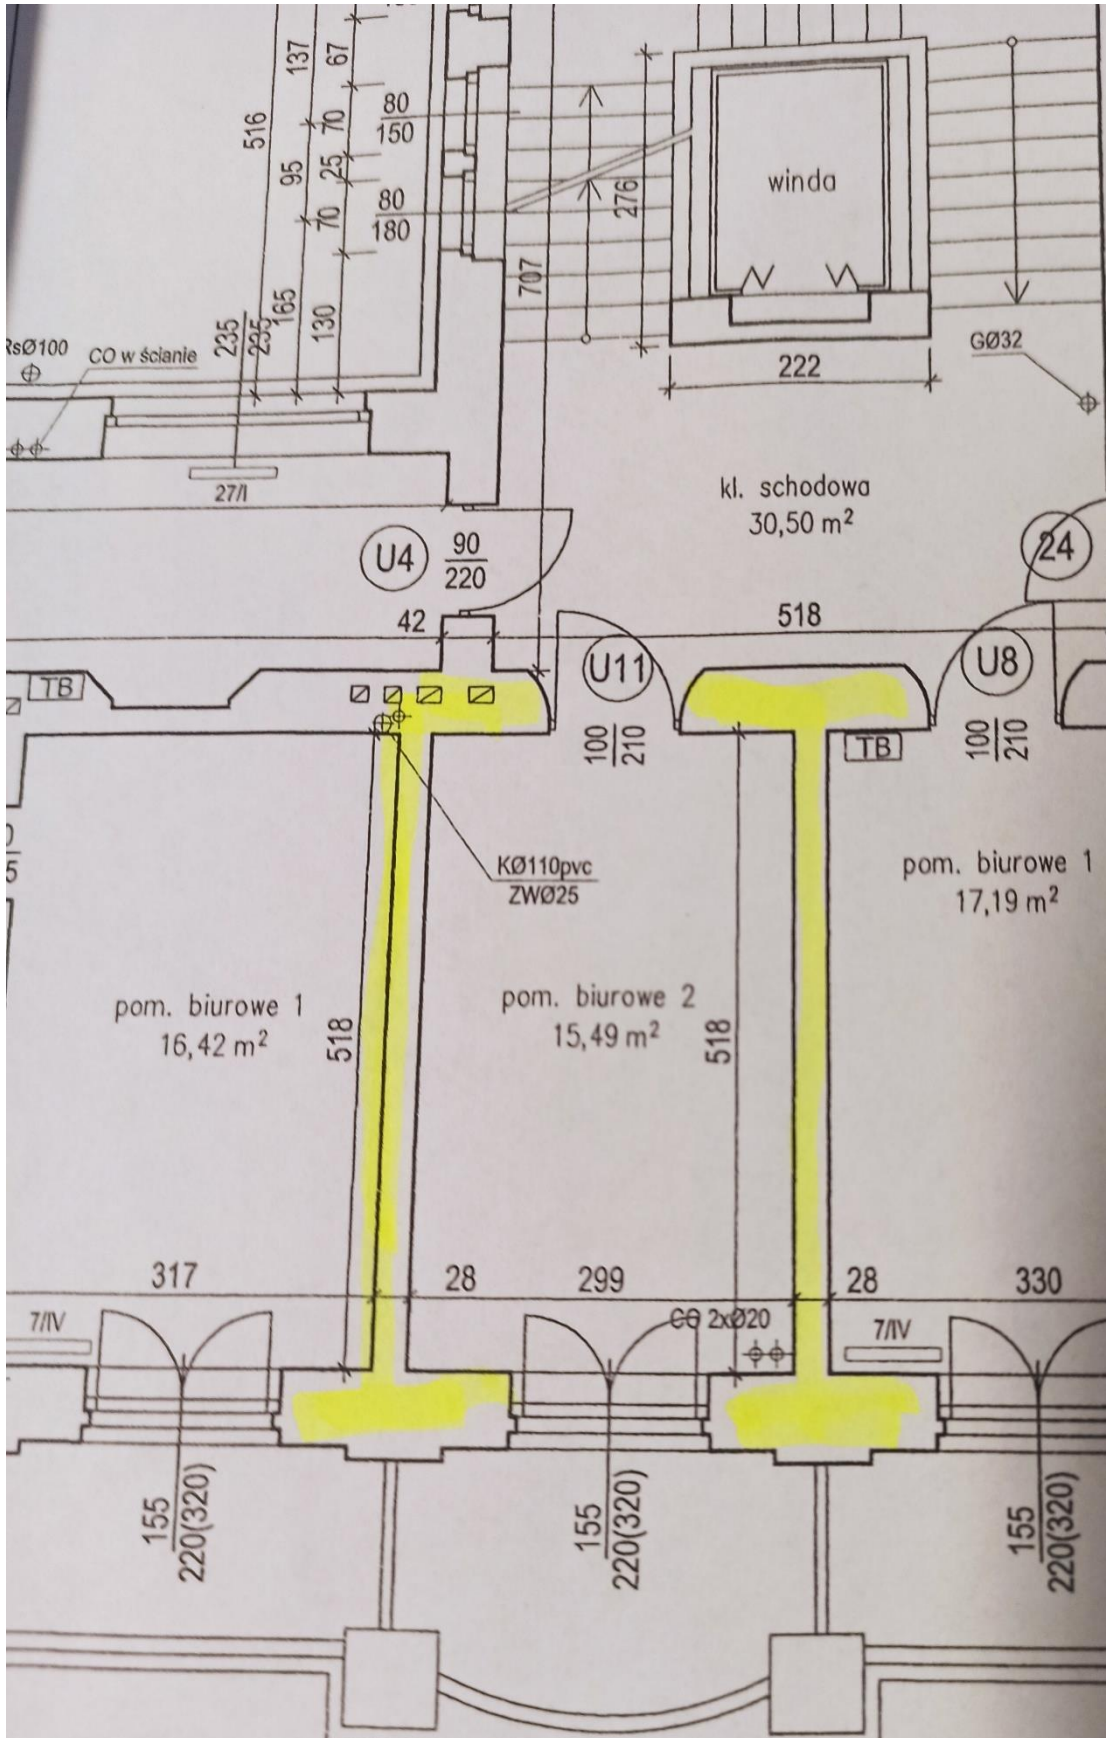 137
67
516
70
80
150
95
25
winda
276
70
80
180
707
165
130
235
235
RsØ100
CO w ścianie
GØ32
222
27/I
kl. schodowa
30,50 m²
U4
90
220
24
42
518
U11
U8
TB
100
210
TB
100
210
KØ110pvc
ZWØ25
pom. biurowe 1
17,19 m²
5
pom. biurowe 1
16,42 m²
518
pom. biurowe 2
15,49 m²
518
317
28
299
28
330
7/IV
CO 2xØ20
7/IV
155
220(320)
155
220(320)
155
220(320)